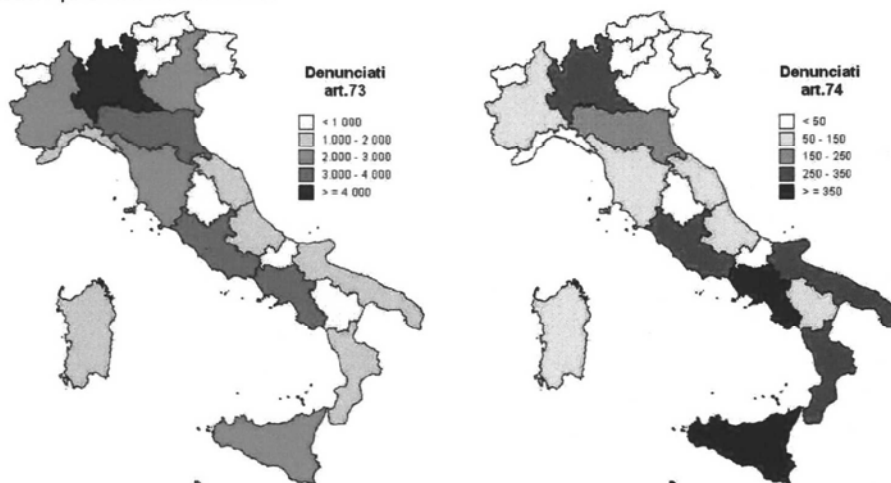 Denunciati
art.73
< 1 000
1.000 - 2 000
2.000 - 3 000
3.000 - 4 000
> = 4 000
Denunciati
art.74
< 50
50 - 150
150 - 250
250 - 350
> = 350